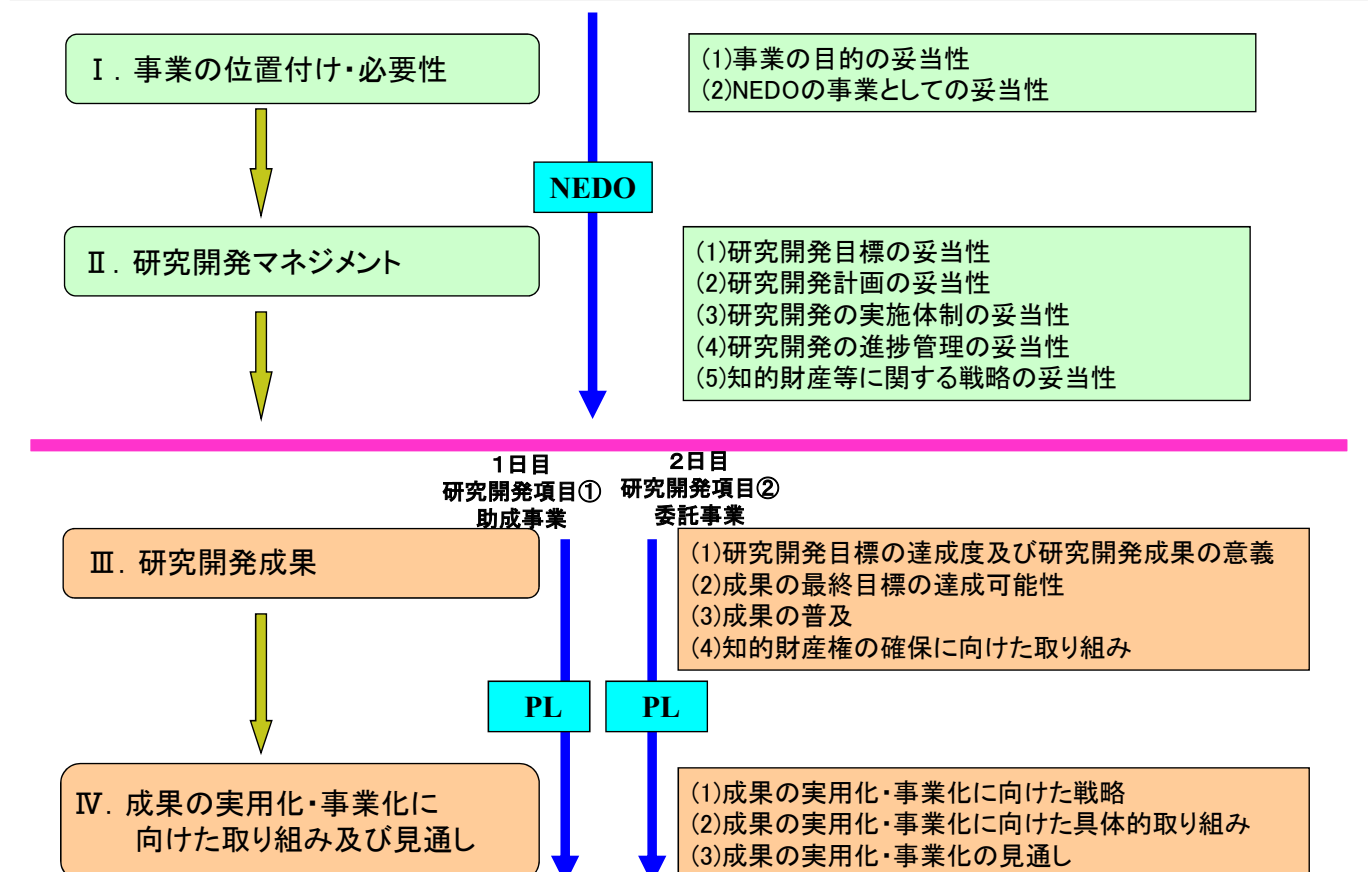 Ⅰ．事業の位置付け・必要性
(1)事業の目的の妥当性
(2)NEDOの事業としての妥当性
NEDO
Ⅱ．研究開発マネジメント
(1)研究開発目標の妥当性
(2)研究開発計画の妥当性
(3)研究開発の実施体制の妥当性
(4)研究開発の進捗管理の妥当性
(5)知的財産等に関する戦略の妥当性
1日目
研究開発項目①
助成事業
2日目
研究開発項目②
委託事業
Ⅲ．研究開発成果
(1)研究開発目標の達成度及び研究開発成果の意義
(2)成果の最終目標の達成可能性
(3)成果の普及
(4)知的財産権の確保に向けた取り組み
PL
PL
Ⅳ．成果の実用化・事業化に
向けた取り組み及び見通し
(1)成果の実用化・事業化に向けた戦略
(2)成果の実用化・事業化に向けた具体的取り組み
(3)成果の実用化・事業化の見通し